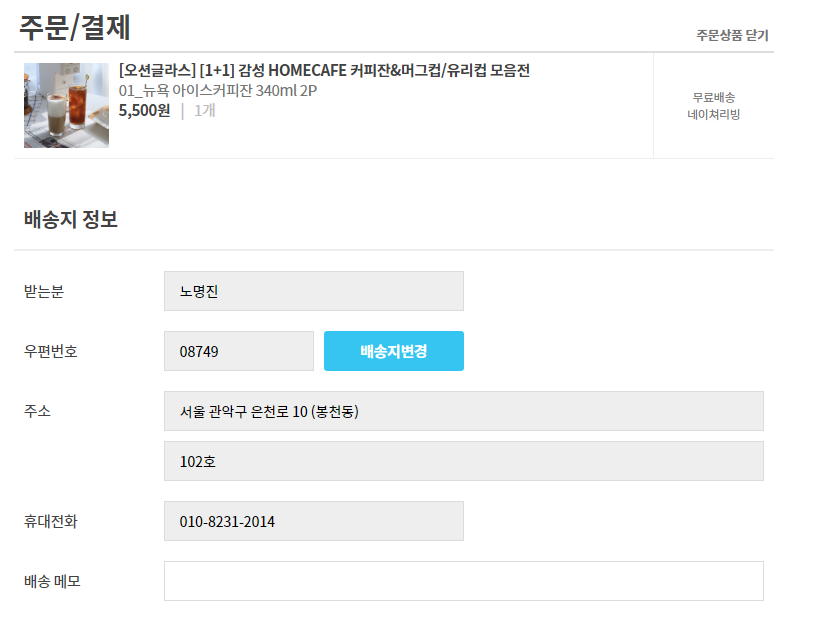 주문/결제
주문상품 닫기
[오션글라스] [1+1] 감성 HOMECAFE 커피잔&머그컵/유리컵 모음전
01_뉴욕 아이스커피잔 340ml 2P
5,500원 | 1개
무료배송
네이쳐리빙
배송지 정보
받는분 노명진
우편번호 08749 배송지변경
주소 서울 관악구 은천로 10 (봉천동)
102호
휴대전화 010-8231-2014
배송 메모